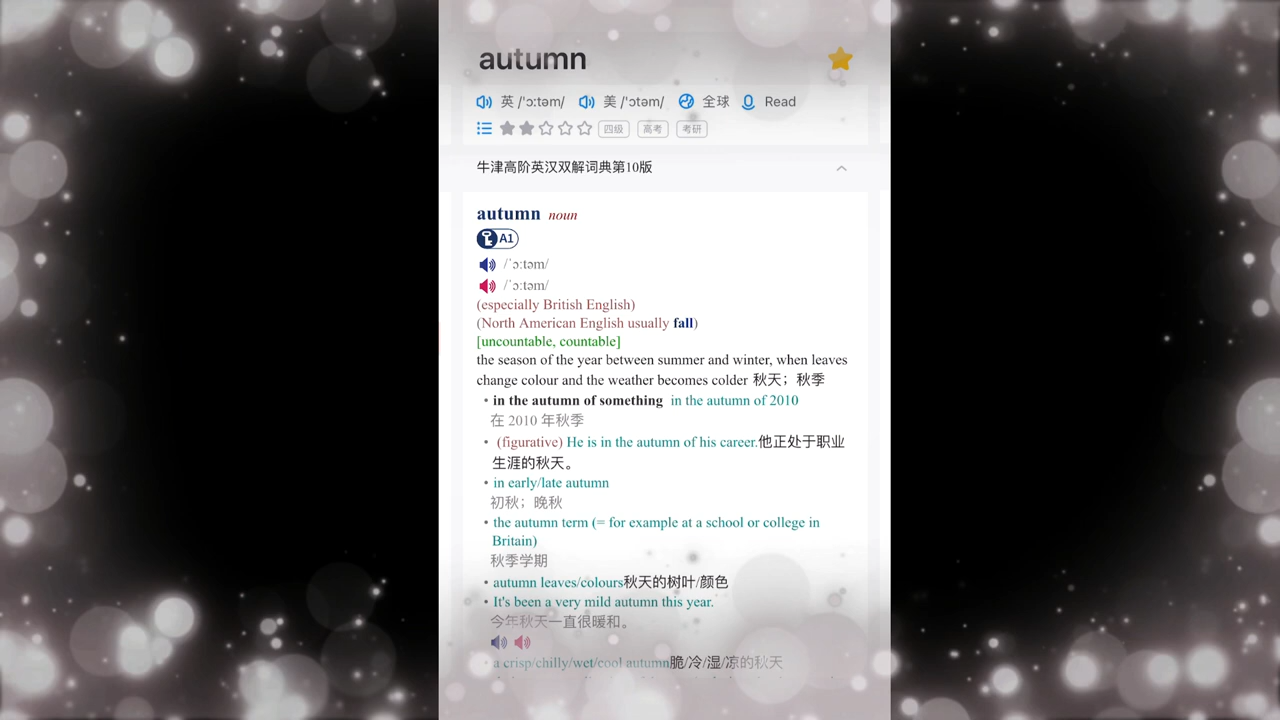 autumn
英 /'ɔːtəm/ 美 /'ɔtəm/ 全球 Read
四级 高考 考研
牛津高阶英汉双解词典第10版
autumn noun
A1
/ˈɔːtəm/
/ˈɔːtəm/
(especially British English)
(North American English usually fall)
[uncountable, countable]
the season of the year between summer and winter, when leaves
change colour and the weather becomes colder 秋天；秋季
• in the autumn of something in the autumn of 2010
在 2010 年秋季
• (figurative) He is in the autumn of his career.他正处于职业
生涯的秋天。
• in early/late autumn
初秋；晚秋
• the autumn term (= for example at a school or college in
Britain)
秋季学期
• autumn leaves/colours秋天的树叶/颜色
• It's been a very mild autumn this year.
今年秋天一直很暖和。
• a crisp/chilly/wet/cool autumn脆/冷/湿/凉的秋天